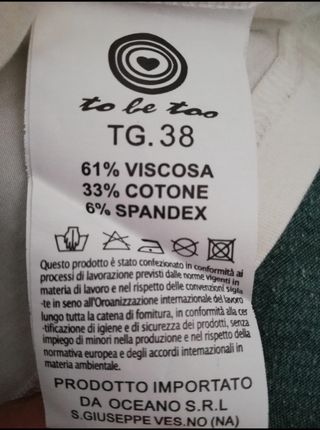 to be too
TG. 38
61% VISCOSA
33% COTONE
6% SPANDEX
Questo prodotto è stato confezionato in conformità ai
processi di lavorazione previsti dalle norme vigenti in
materia di lavoro e nel rispetto delle convenzioni sigla
-te in seno all'Oroanizzazione internazionale del lavoro
lungo tutta la catena di fornitura, in conformità alla cer
-tificazione di igiene e di sicurezza dei prodotti, senza
impiego di minori nella produzione e nel rispetto della
normativa europea e degli accordi internazionali in
materia ambientale.
PRODOTTO IMPORTATO
DA OCEANO S.R.L
S.GIUSEPPE VES.NO (NA)